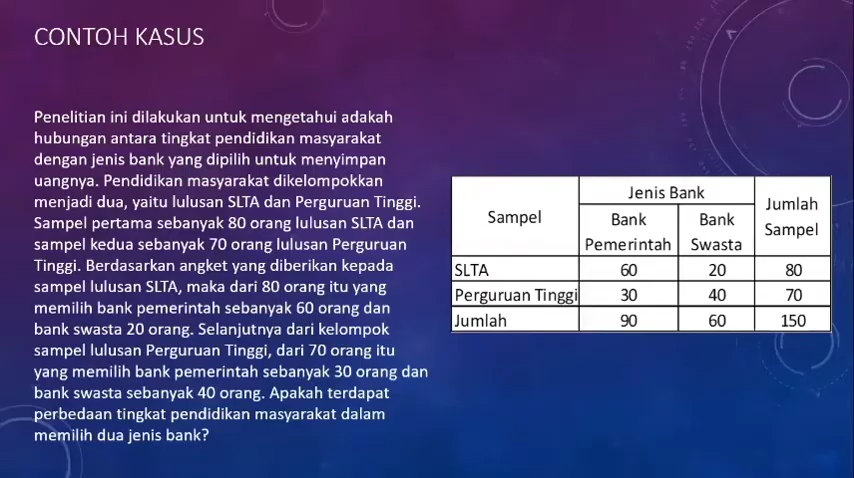 CONTOH KASUS
Penelitian ini dilakukan untuk mengetahui adakah
hubungan antara tingkat pendidikan masyarakat
dengan jenis bank yang dipilih untuk menyimpan
uangnya. Pendidikan masyarakat dikelompokkan
menjadi dua, yaitu lulusan SLTA dan Perguruan Tinggi.
Sampel pertama sebanyak 80 orang lulusan SLTA dan
sampel kedua sebanyak 70 orang lulusan Perguruan
Tinggi. Berdasarkan angket yang diberikan kepada
sampel lulusan SLTA, maka dari 80 orang itu yang
memilih bank pemerintah sebanyak 60 orang dan
bank swasta 20 orang. Selanjutnya dari kelompok
sampel lulusan Perguruan Tinggi, dari 70 orang itu
yang memilih bank pemerintah sebanyak 30 orang dan
bank swasta sebanyak 40 orang. Apakah terdapat
perbedaan tingkat pendidikan masyarakat dalam
memilih dua jenis bank?
Sampel
Jenis Bank
Jumlah
Sampel
Bank
Pemerintah
Bank
Swasta
SLTA 60 20 80
Perguruan Tinggi 30 40 70
Jumlah 90 60 150